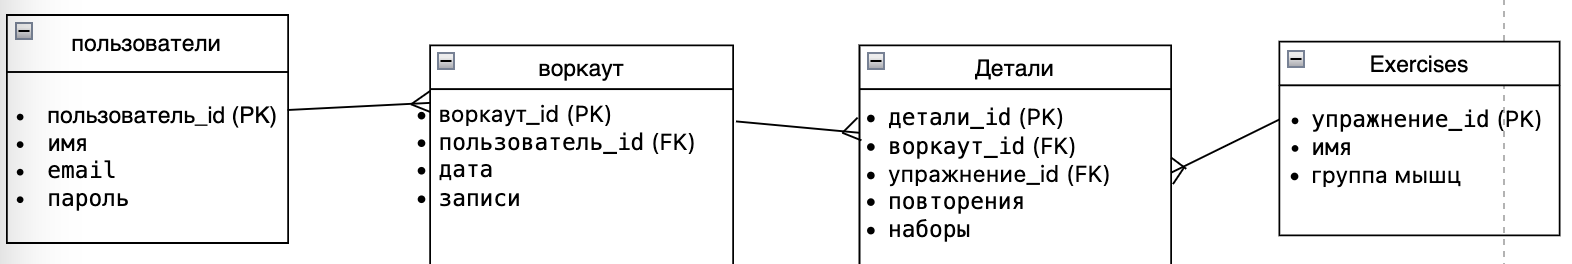 пользователи
пользователь_id (PK)
имя
email
пароль
воркаут
воркаут_id (PK)
пользователь_id (FK)
дата
записи
Детали
детали_id (PK)
воркаут_id (FK)
упражнение_id (FK)
повторения
наборы
Exercises
упражнение_id (PK)
имя
группа мышц